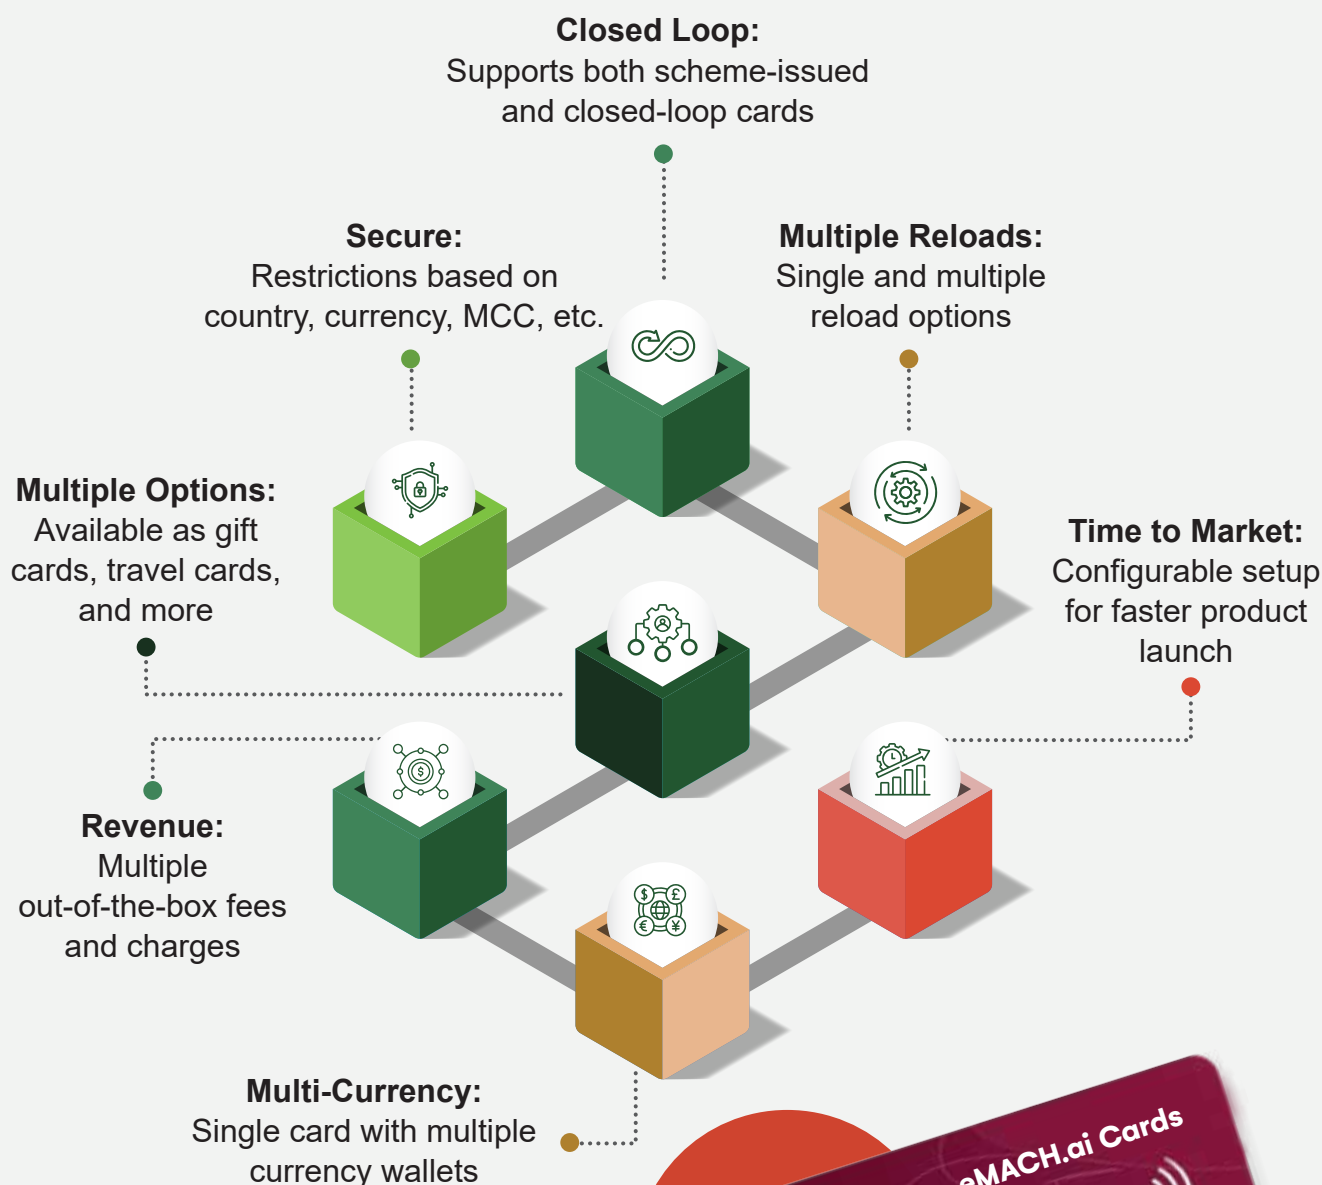 Closed Loop:
Supports both scheme-issued
and closed-loop cards
Secure:
Restrictions based on
country, currency, MCC, etc.
Multiple Reloads:
Single and multiple
reload options
Multiple Options:
Available as gift
cards, travel cards,
and more
Time to Market:
Configurable setup
for faster product
launch
Revenue:
Multiple
out-of-the-box fees
and charges
$
$
£
€
¥
Multi-Currency:
Single card with multiple
currency wallets
eMACH.ai Cards